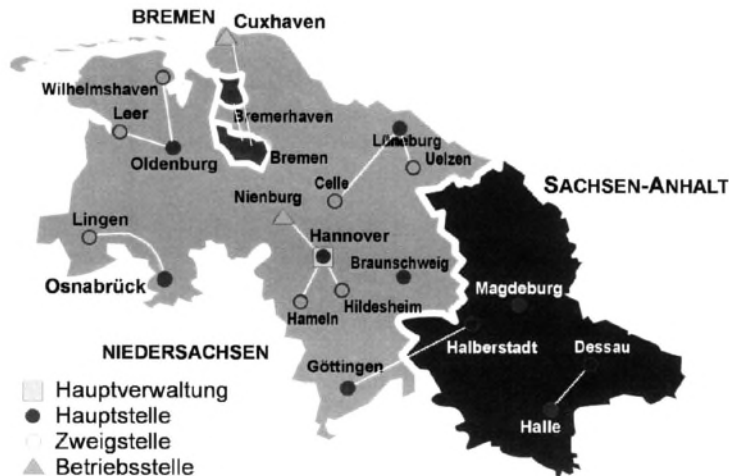 BREMEN
Cuxhaven
Wilhelmshaven
Leer
Bremerhaven
Lüneburg
Oldenburg
Bremen
Uelzen
Celle
SACHSEN-ANHALT
Nienburg
Lingen
Hannover
Braunschweig
Osnabrück
Magdeburg
Hildesheim
Hameln
NIEDERSACHSEN
Halberstadt
Dessau
Göttingen
Hauptverwaltung
Hauptstelle
Halle
Zweigstelle
Betriebsstelle